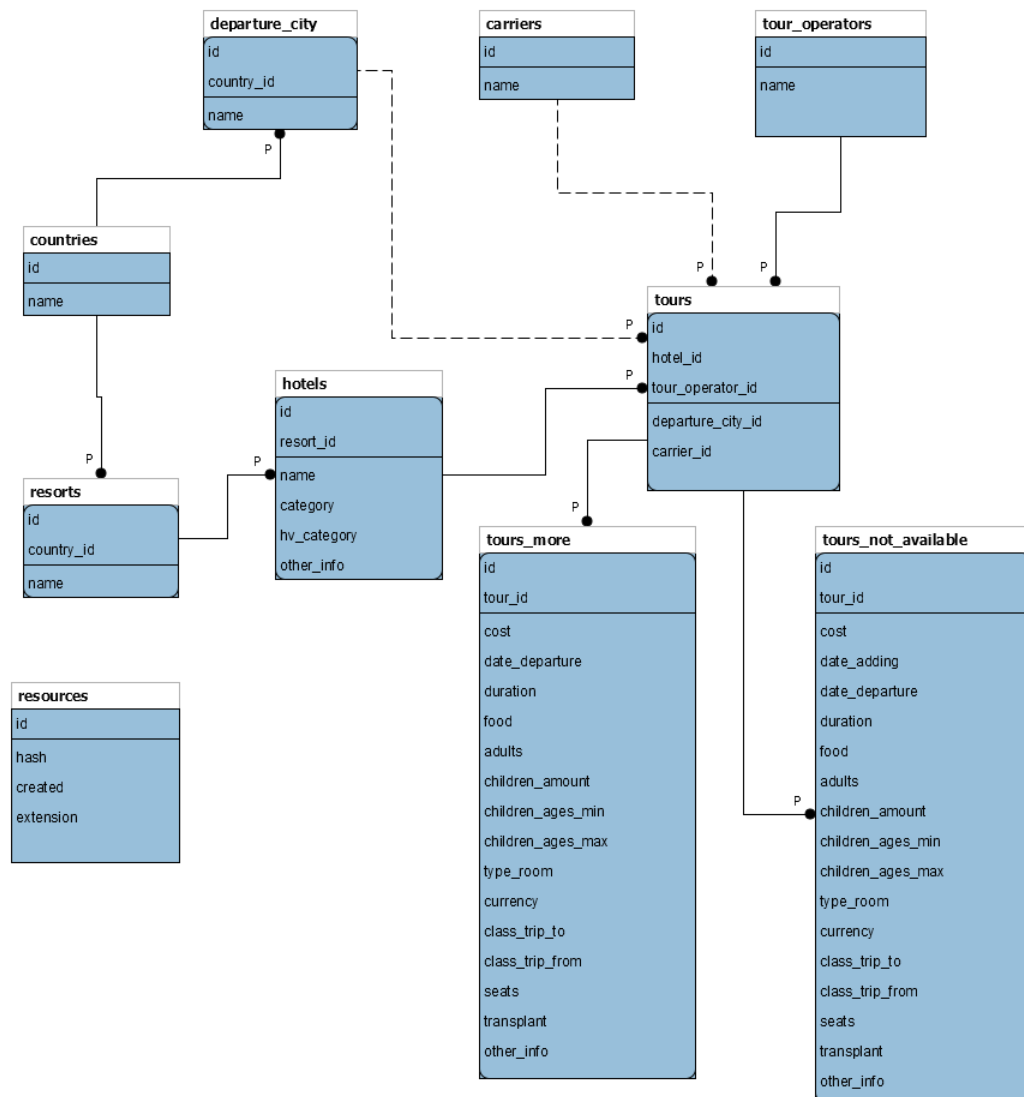 departure_city
id
country_id
name
carriers
id
name
tour_operators
id
name
P
countries
id
name
P
P
tours
P
id
hotel_id
P
tour_operator_id
departure_city_id
carrier_id
hotels
id
resort_id
P
name
category
hv_category
other_info
P
resorts
id
country_id
name
P
tours_more
id
tour_id
cost
date_departure
duration
food
adults
children_amount
children_ages_min
children_ages_max
type_room
currency
class_trip_to
class_trip_from
seats
transplant
other_info
tours_not_available
id
tour_id
cost
date_adding
date_departure
duration
food
adults
P
children_amount
children_ages_min
children_ages_max
type_room
currency
class_trip_to
class_trip_from
seats
transplant
other_info
resources
id
hash
created
extension